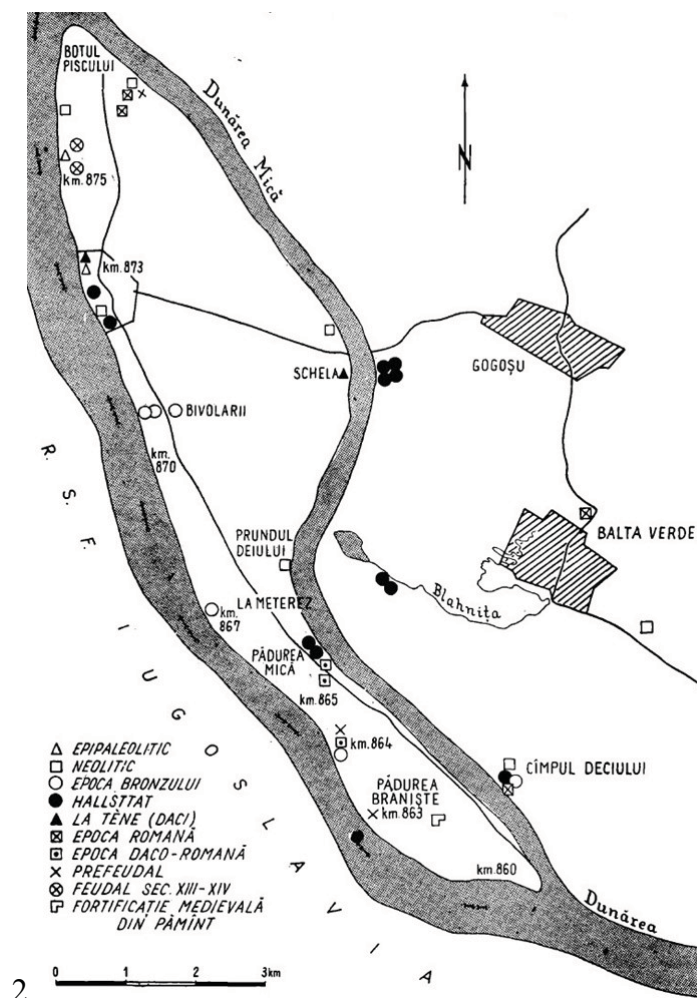 BOTUL
PISCULUI
Dunărea Mică
N
km. 875
km. 873
SCHELA
GOGOȘU
BIVOLARII
km.
870
R. S. F. IUGOSLAVIA
BALTA VERDE
PRUNDUL
DEIULUI
Blahnița
LA METEREZ
km.
867
PĂDUREA
MICĂ
km.
865
km.864
CÎMPUL DECIULUI
PĂDUREA
BRANIȘTE
km.863
km.860
Dunărea
EPIPALEOLITIC
NEOLITIC
EPOCA BRONZULUI
HALLSTTAT
LA TÈNE (DACI)
EPOCA ROMANĂ
EPOCA DACO-ROMANĂ
PREFEUDAL
FEUDAL SEC. XIII-XIV
FORTIFICAȚIE MEDIEVALĂ
DIN PĂMÎNT
0 1 2 3km
2